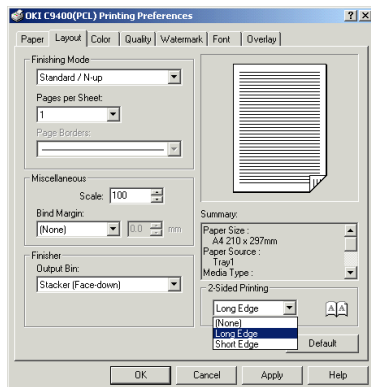 OKI C9400(PCL) Printing Preferences
Paper Layout Color Quality Watermark Font Overlay
Finishing Mode
Standard / N-up
Pages per Sheet:
1
Page Borders:
Miscellaneous
Scale: 100
Bind Margin:
(None) 0.0 mm
Finisher
Output Bin:
Stacker (Face-down)
Summary:
Paper Size :
A4 210 x 297mm
Paper Source :
Tray1
Media Type :
2-Sided Printing
Long Edge
(None)
Long Edge
Short Edge
A A
Default
OK Cancel Apply Help